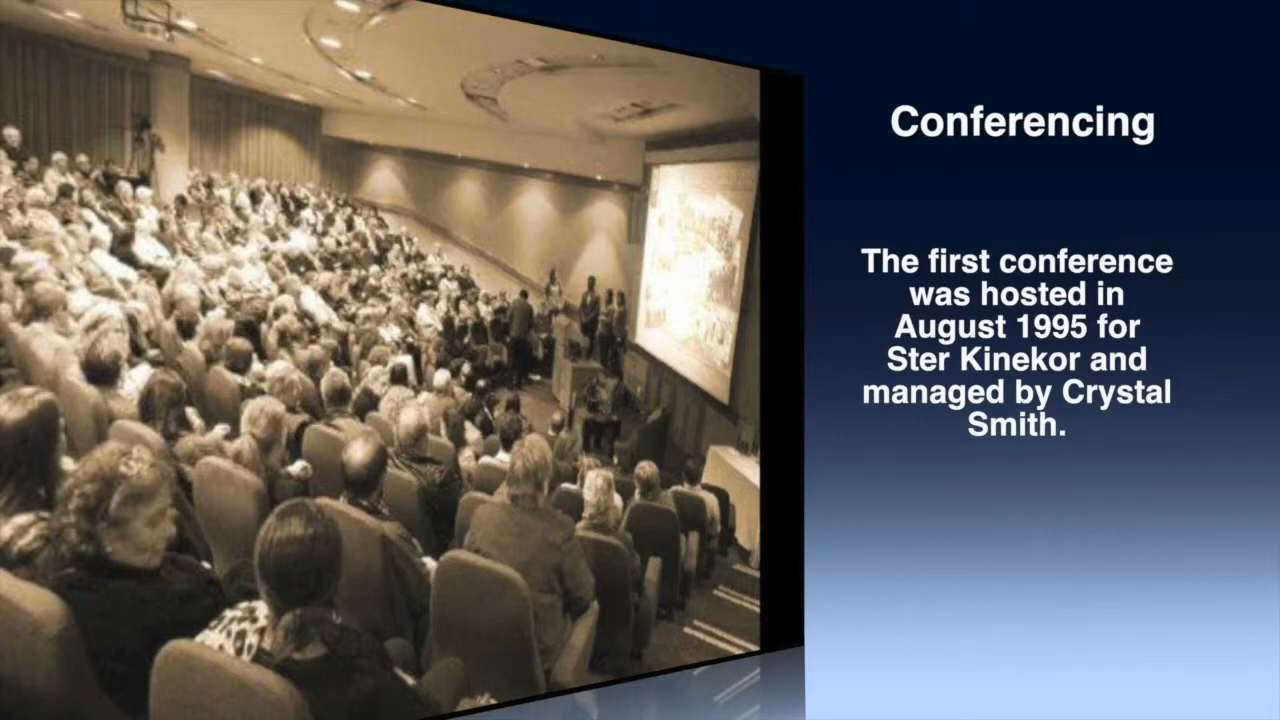 Conferencing
The first conference
was hosted in
August 1995 for
Ster Kinekor and
managed by Crystal
Smith.